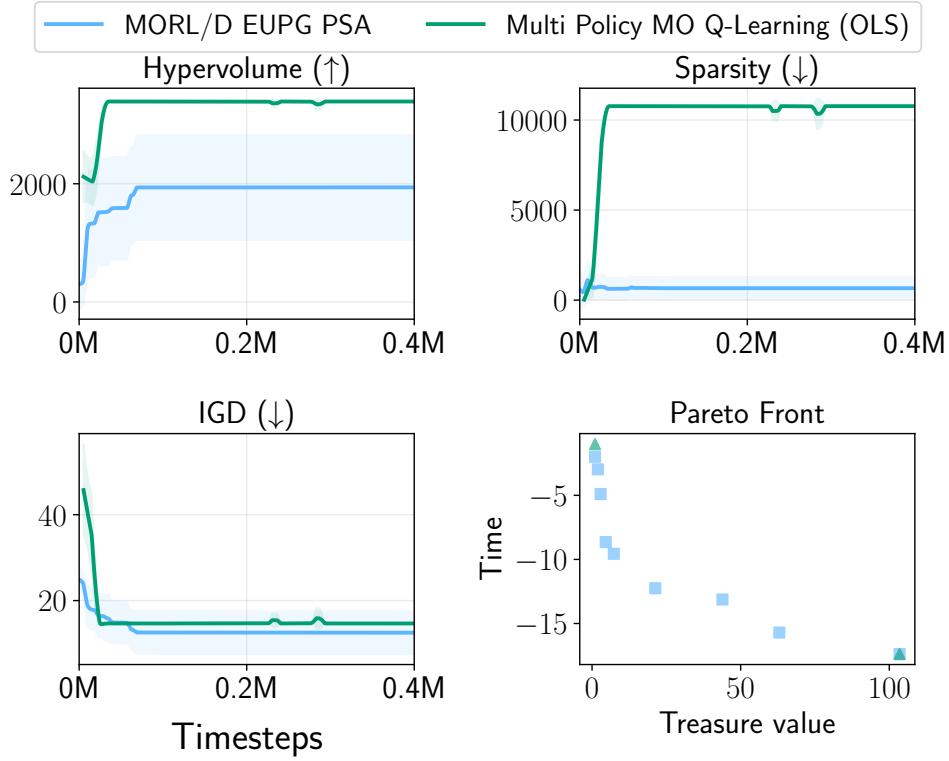 MORL/D EUPG PSA
Multi Policy MO Q-Learning (OLS)
Hypervolume (↑)
2000
0
0M 0.2M 0.4M
Sparsity (↓)
10000
5000
0
0M 0.2M 0.4M
IGD (↓)
40
20
0M 0.2M 0.4M
Timesteps
Pareto Front
Time
−5
−10
−15
0 50 100
Treasure value